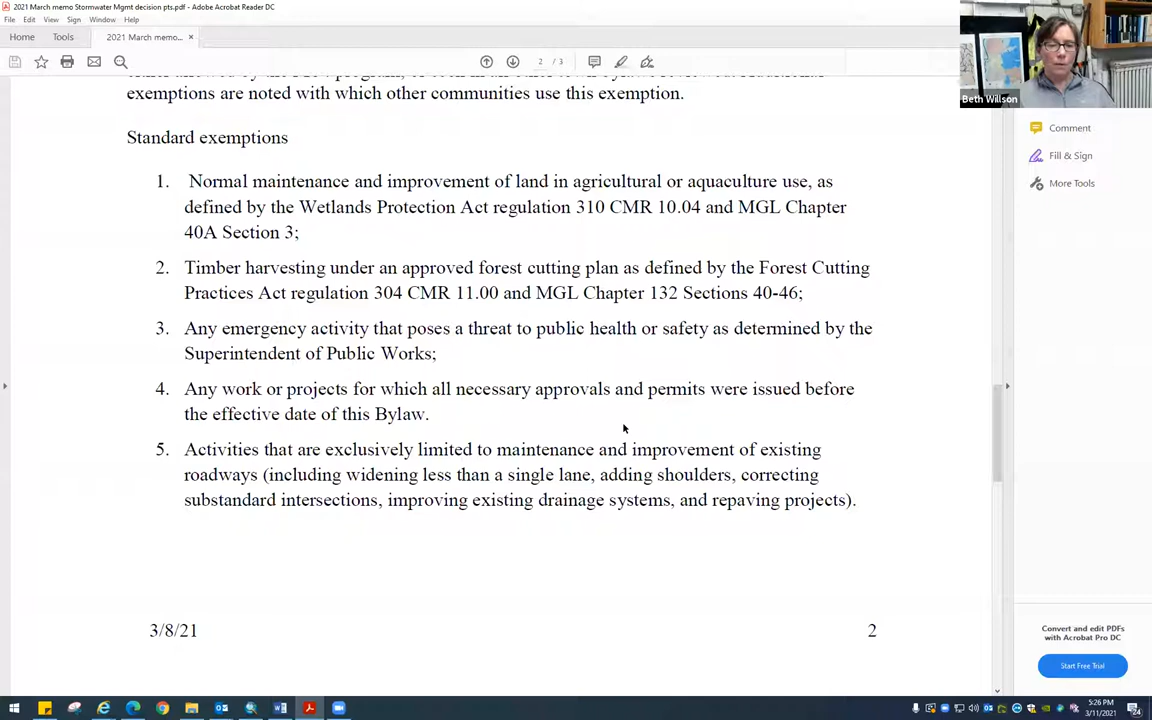 2021 March memo Stormwater Mgmt decision pts.pdf - Adobe Acrobat Reader DC
File Edit View Sign Window Help
Home Tools 2021 March memo... ×
2 / 3
Beth Willson
exemptions are noted with which other communities use this exemption.
Standard exemptions
1. Normal maintenance and improvement of land in agricultural or aquaculture use, as
defined by the Wetlands Protection Act regulation 310 CMR 10.04 and MGL Chapter
40A Section 3;
2. Timber harvesting under an approved forest cutting plan as defined by the Forest Cutting
Practices Act regulation 304 CMR 11.00 and MGL Chapter 132 Sections 40-46;
3. Any emergency activity that poses a threat to public health or safety as determined by the
Superintendent of Public Works;
4. Any work or projects for which all necessary approvals and permits were issued before
the effective date of this Bylaw.
5. Activities that are exclusively limited to maintenance and improvement of existing
roadways (including widening less than a single lane, adding shoulders, correcting
substandard intersections, improving existing drainage systems, and repaving projects).
3/8/21 2
Comment
Fill & Sign
More Tools
Convert and edit PDFs
with Acrobat Pro DC
Start Free Trial
5:26 PM
3/11/2021
24